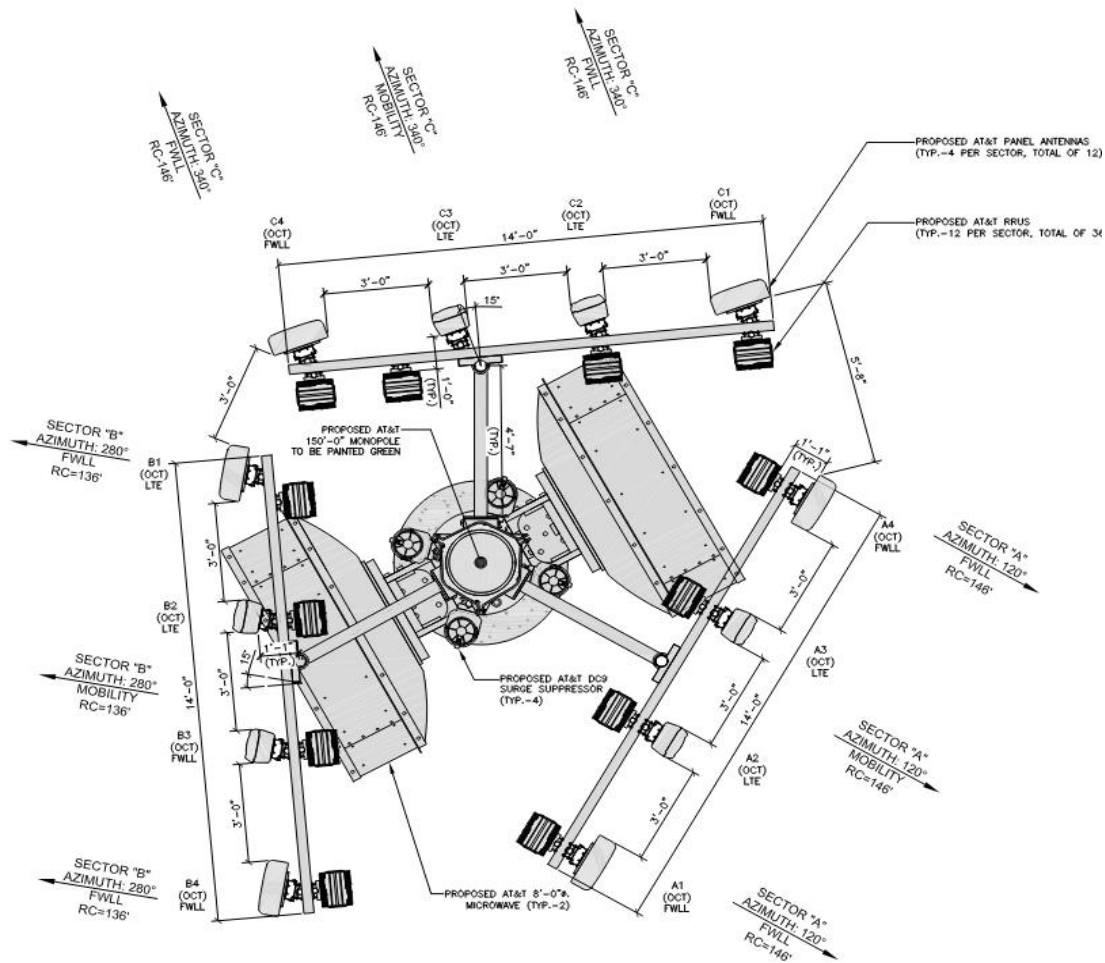 SECTOR "C"
AZIMUTH: 340°
FWLL
RC-146'
SECTOR "C"
AZIMUTH: 340°
MOBILITY
RC-146'
SECTOR "C"
AZIMUTH: 340°
FWLL
RC-146'
PROPOSED AT&T PANEL ANTENNAS
(TYP.-4 PER SECTOR, TOTAL OF 12)
PROPOSED AT&T RRUS
(TYP.-12 PER SECTOR, TOTAL OF 36
C4
(OCT)
FWLL
C3
(OCT)
LTE
C2
(OCT)
LTE
C1
(OCT)
FWLL
14'-0"
3'-0"
3'-0"
3'-0"
15°
1'-0"
(TYP.)
4'-7"
(TYP.)
5'-8"
3'-0"
PROPOSED AT&T
150'-0" MONOPOLE
TO BE PAINTED GREEN
SECTOR "B"
AZIMUTH: 280°
FWLL
RC=136'
B1
(OCT)
LTE
3'-0"
B2
(OCT)
LTE
SECTOR "B"
AZIMUTH: 280°
MOBILITY
RC=136'
15°
1'-1"
(TYP.)
14'-0"
3'-0"
B3
(OCT)
FWLL
3'-0"
SECTOR "B"
AZIMUTH: 280°
FWLL
RC=136'
B4
(OCT)
FWLL
1'-1"
(TYP.)
A4
(OCT)
FWLL
SECTOR "A"
AZIMUTH: 120°
FWLL
RC=146'
3'-0"
A3
(OCT)
LTE
3'-0"
14'-0"
A2
(OCT)
LTE
SECTOR "A"
AZIMUTH: 120°
MOBILITY
RC=146'
3'-0"
A1
(OCT)
FWLL
SECTOR "A"
AZIMUTH: 120°
FWLL
RC=146'
PROPOSED AT&T DC9
SURGE SUPPRESSOR
(TYP.-4)
PROPOSED AT&T 8'-0"ø.
MICROWAVE (TYP.-2)